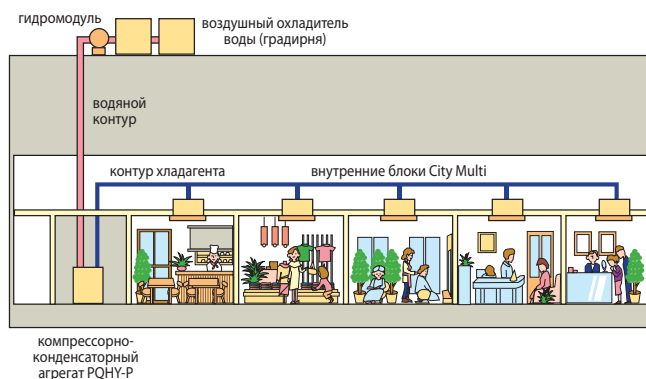 гидромодуль
воздушный охладитель
воды (градирня)
водяной
контур
контур хладагента
внутренние блоки City Multi
компрессорно-
конденсаторный
агрегат PQHY-P